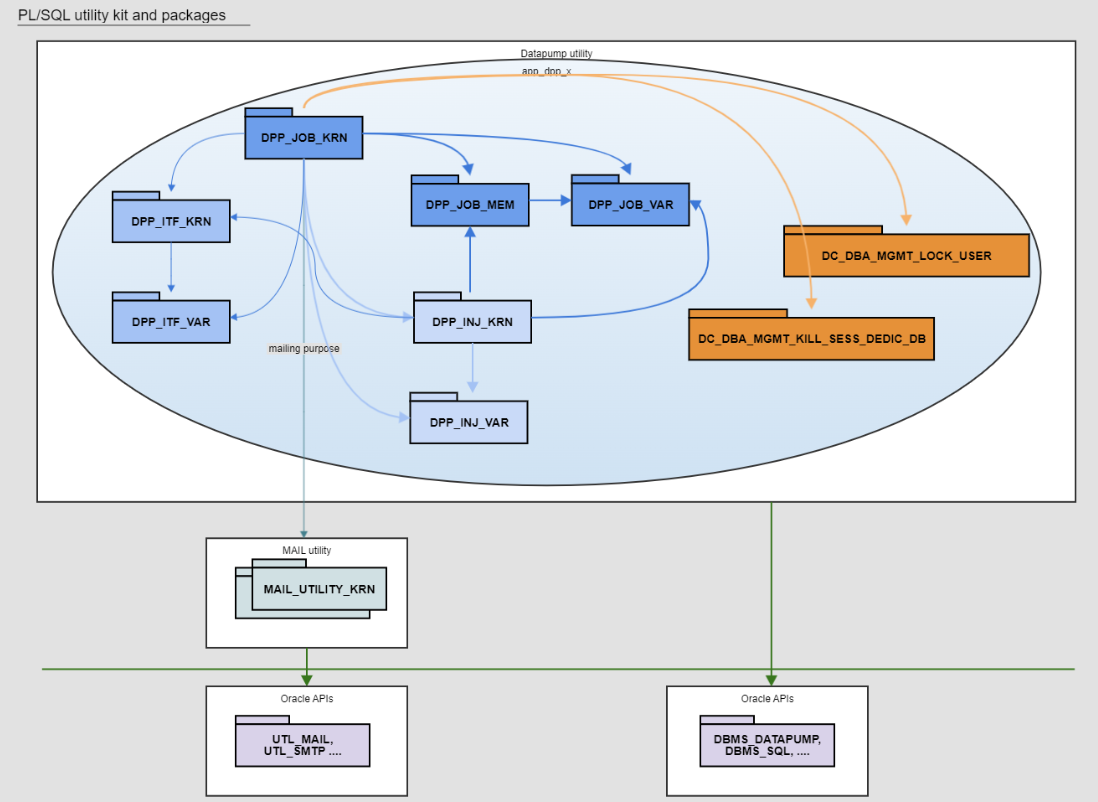 PL/SQL utility kit and packages
Datapump utility
app_dpp_x
DPP_JOB_KRN
DPP_JOB_MEM
DPP_JOB_VAR
DPP_ITF_KRN
DC_DBA_MGMT_LOCK_USER
DPP_ITF_VAR
DPP_INJ_KRN
DC_DBA_MGMT_KILL_SESS_DEDIC_DB
mailing purpose
DPP_INJ_VAR
MAIL utility
MAIL_UTILITY_KRN
Oracle APIs
UTL_MAIL,
UTL_SMTP ....
Oracle APIs
DBMS_DATAPUMP,
DBMS_SQL, ....